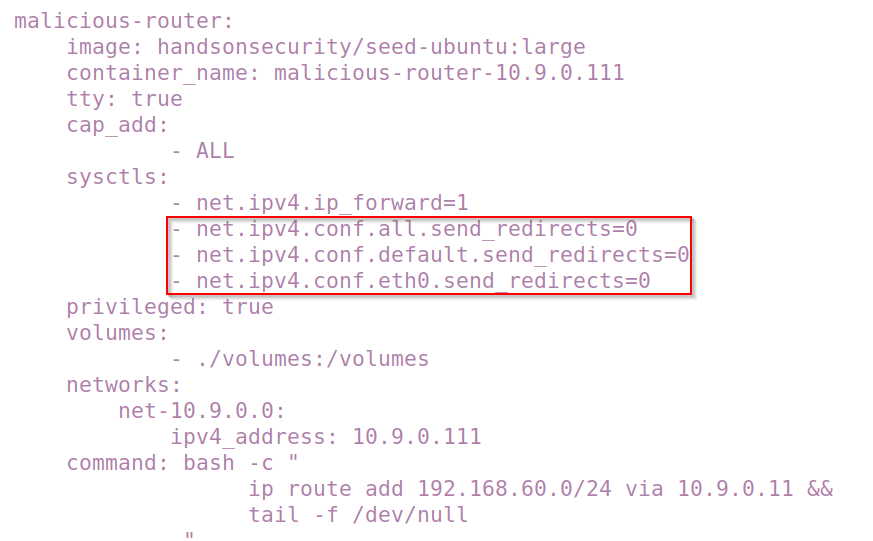 malicious-router:
image: handsonsecurity/seed-ubuntu:large
container_name: malicious-router-10.9.0.111
tty: true
cap_add:
- ALL
sysctls:
- net.ipv4.ip_forward=1
- net.ipv4.conf.all.send_redirects=0
- net.ipv4.conf.default.send_redirects=0
- net.ipv4.conf.eth0.send_redirects=0
privileged: true
volumes:
- ./volumes:/volumes
networks:
net-10.9.0.0:
ipv4_address: 10.9.0.111
command: bash -c "
ip route add 192.168.60.0/24 via 10.9.0.11 &&
tail -f /dev/null
"